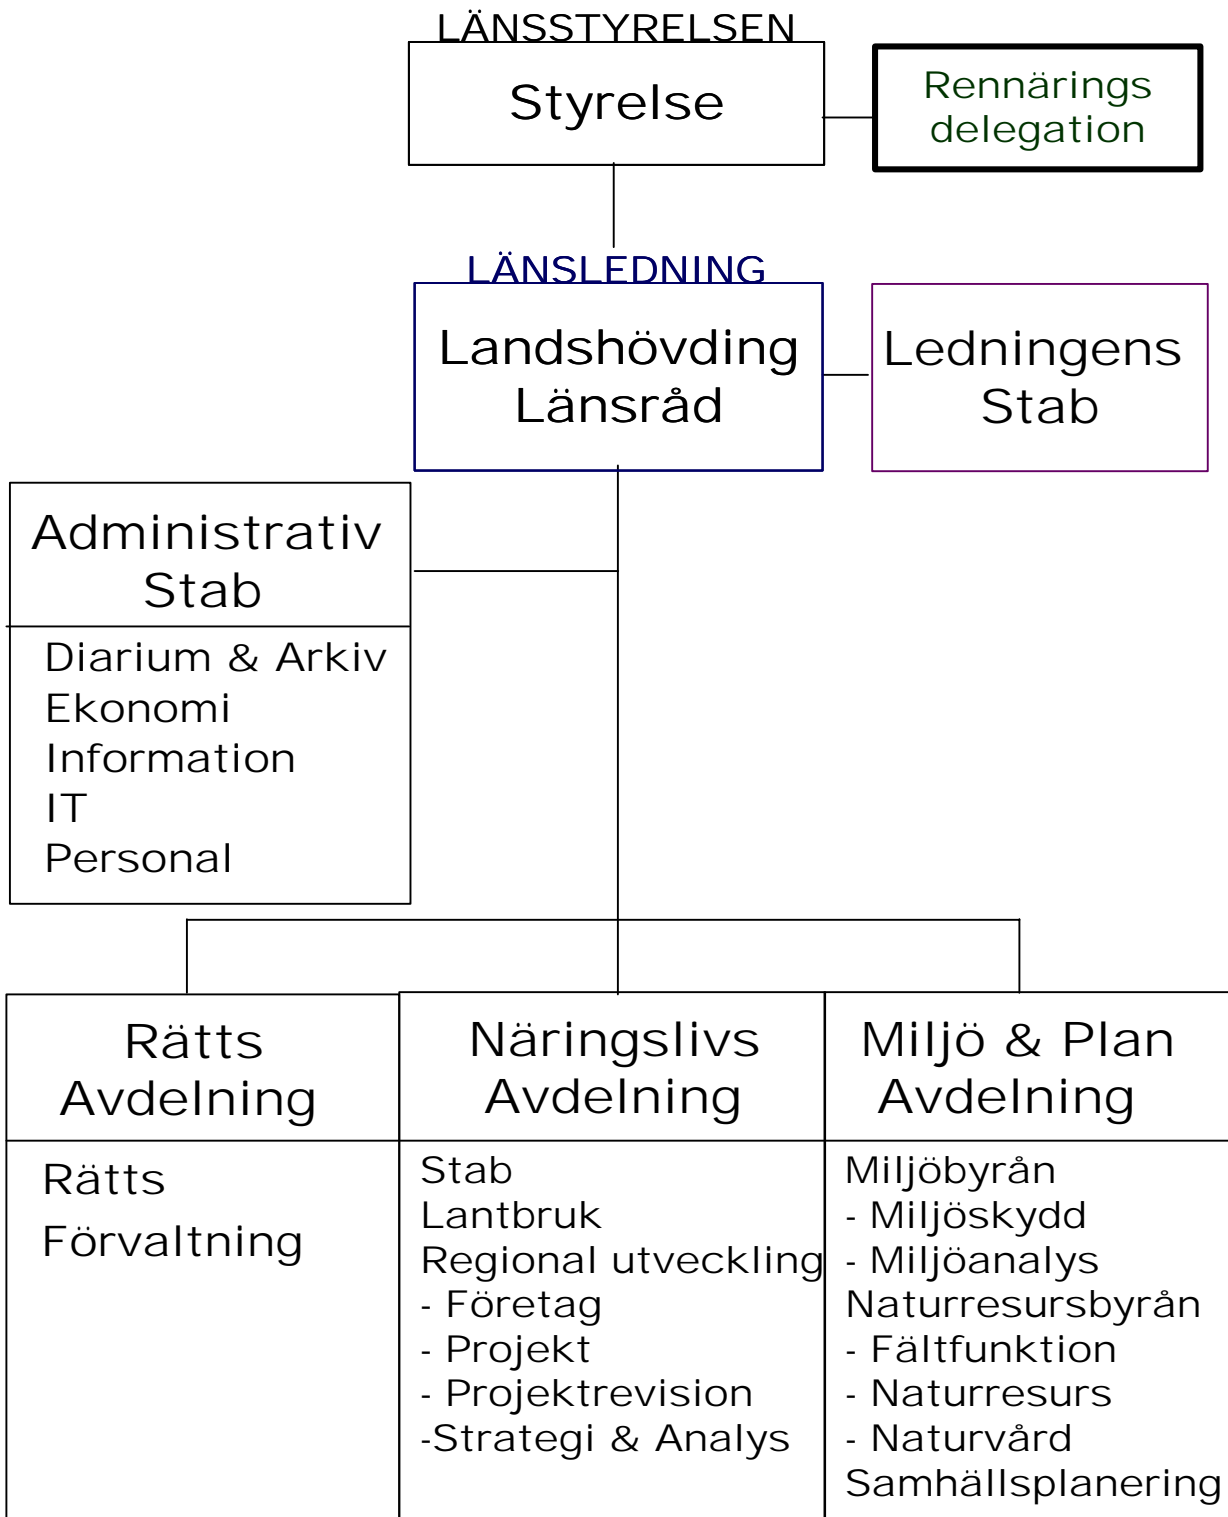 LÄNSSTYRELSEN
Styrelse
Rennärings
delegation
LÄNSLEDNING
Landshövding
Länsråd
Ledningens
Stab
Administrativ
Stab
Diarium & Arkiv
Ekonomi
Information
IT
Personal
Rätts
Avdelning
Rätts
Förvaltning
Näringslivs
Avdelning
Stab
Lantbruk
Regional utveckling
- Företag
- Projekt
- Projektrevision
-Strategi & Analys
Miljö & Plan
Avdelning
Miljöbyrån
- Miljöskydd
- Miljöanalys
Naturresursbyrån
- Fältfunktion
- Naturresurs
- Naturvård
Samhällsplanering